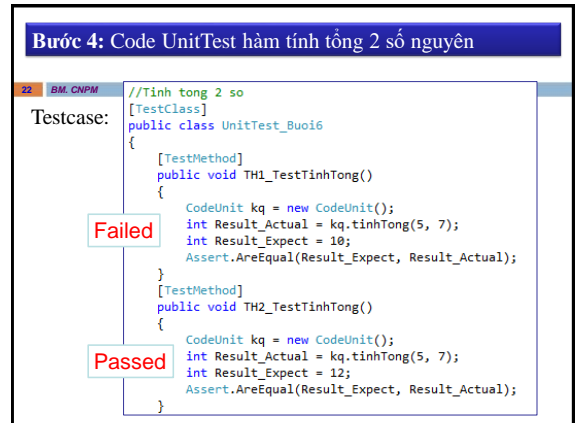 Bước 4: Code UnitTest hàm tính tổng 2 số nguyên
22 BM. CNPM
Testcase:
//Tinh tong 2 so
[TestClass]
public class UnitTest_Buoi6
{
[TestMethod]
public void TH1_TestTinhTong()
{
CodeUnit kq = new CodeUnit();
Failed
int Result_Actual = kq.tinhTong(5, 7);
int Result_Expect = 10;
Assert.AreEqual(Result_Expect, Result_Actual);
}
[TestMethod]
public void TH2_TestTinhTong()
{
CodeUnit kq = new CodeUnit();
Passed
int Result_Actual = kq.tinhTong(5, 7);
int Result_Expect = 12;
Assert.AreEqual(Result_Expect, Result_Actual);
}